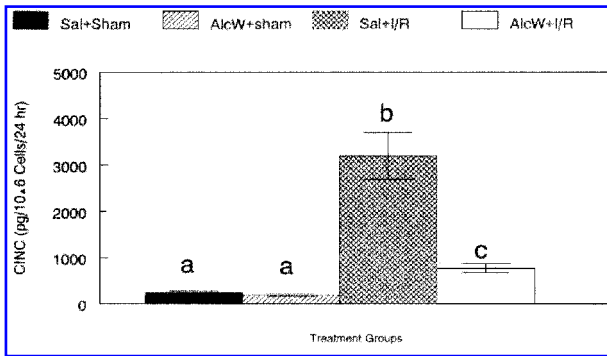 Sal+Sham AlcW+sham Sal+I/R AlcW+I/R
5000
4000
3000
2000
1000
0
CINC (pg/10▲6 Cells/24 hr)
a a b c
Treatment Groups